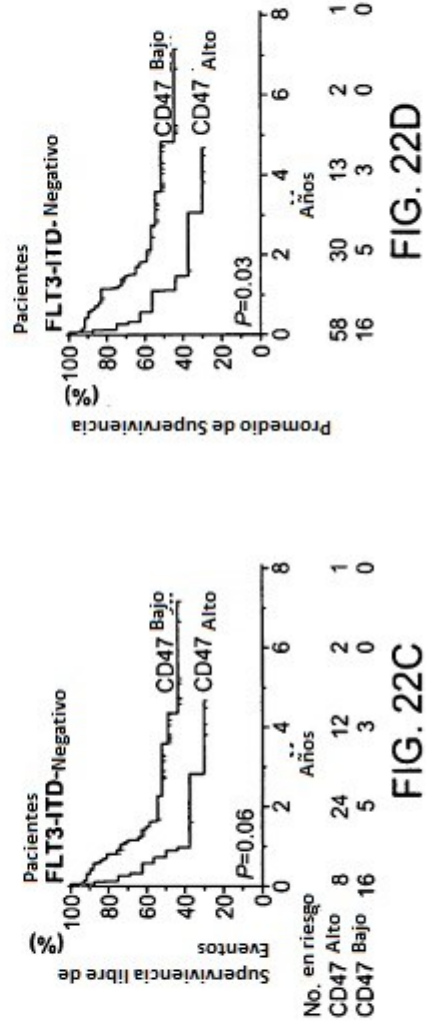 Pacientes
FLT3-ITD-Negativo
(%)
100
80
60
40
20
0
Supervivencia libre de
Eventos
CD47 Bajo
CD47 Alto
P=0.06
0 2 4 6 8
Años
No. en riesgo
CD47 Alto 8 24 12 2 1
CD47 Bajo 16 5 3 0 0
FIG. 22C
Pacientes
FLT3-ITD- Negativo
(%)
100
80
60
40
20
0
Promedio de Supervivencia
CD47 Bajo
CD47 Alto
P=0.03
0 2 4 6 8
Años
58 30 13 2 1
16 5 3 0 0
FIG. 22D